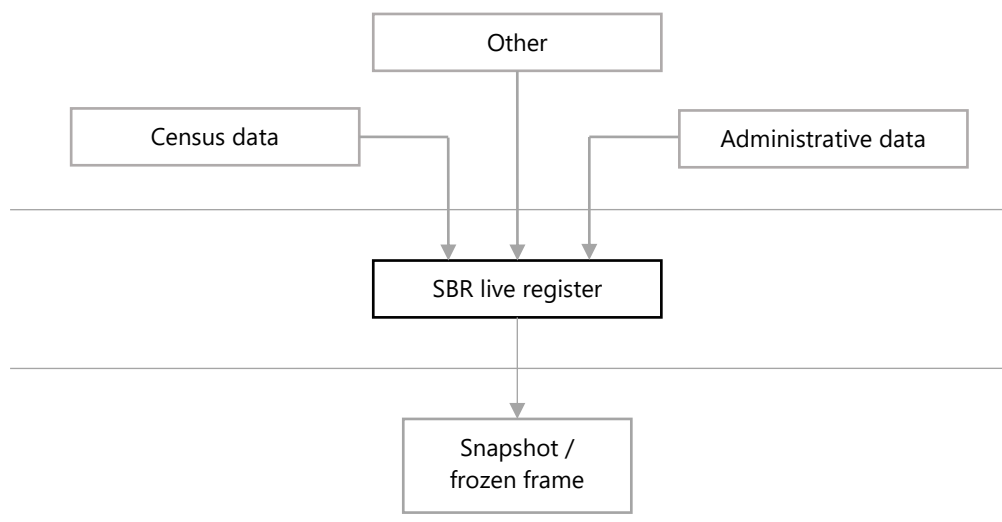 Other
Census data
Administrative data
SBR live register
Snapshot /
frozen frame